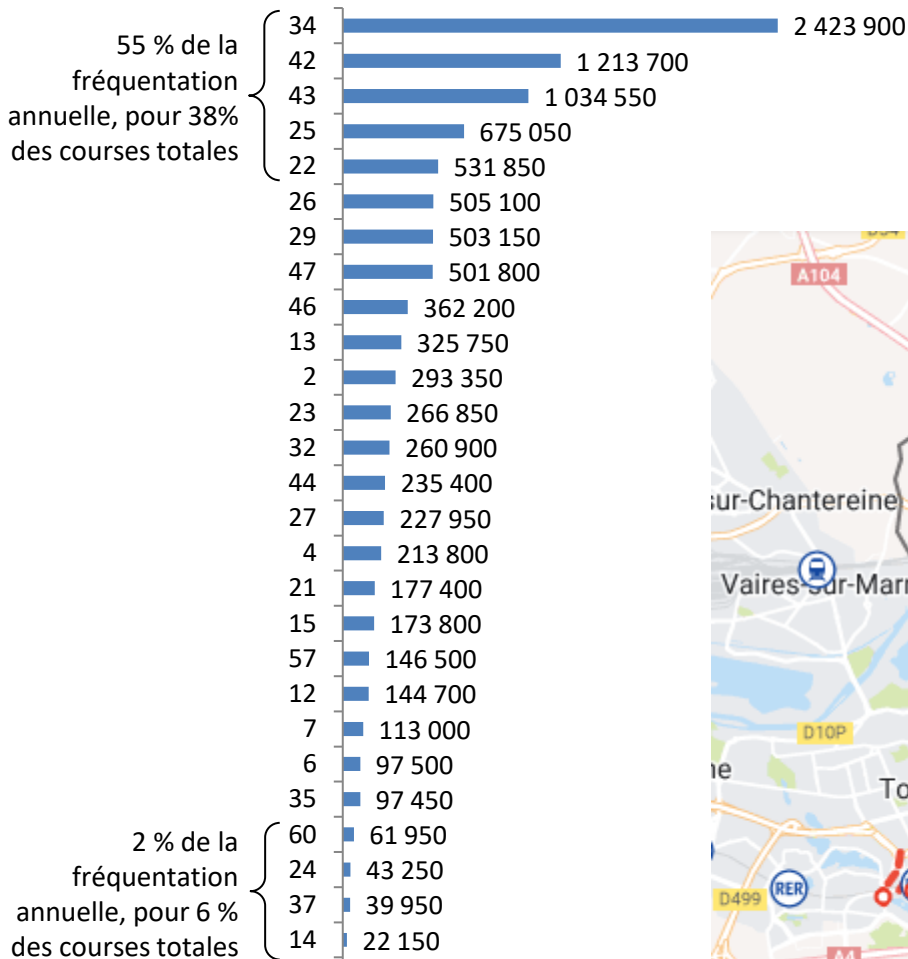 55 % de la
fréquentation
annuelle, pour 38%
des courses totales
34 2 423 900
42 1 213 700
43 1 034 550
25 675 050
22 531 850
26 505 100
29 503 150
47 501 800
46 362 200
13 325 750
2 293 350
23 266 850
32 260 900
44 235 400
27 227 950
4 213 800
21 177 400
15 173 800
57 146 500
12 144 700
7 113 000
6 97 500
35 97 450
60 61 950
24 43 250
37 39 950
14 22 150
2 % de la
fréquentation
annuelle, pour 6 %
des courses totales
A104
sur-Chantereine
Vaires-sur-Marn
D10P
ne
To
D499
RER
A4